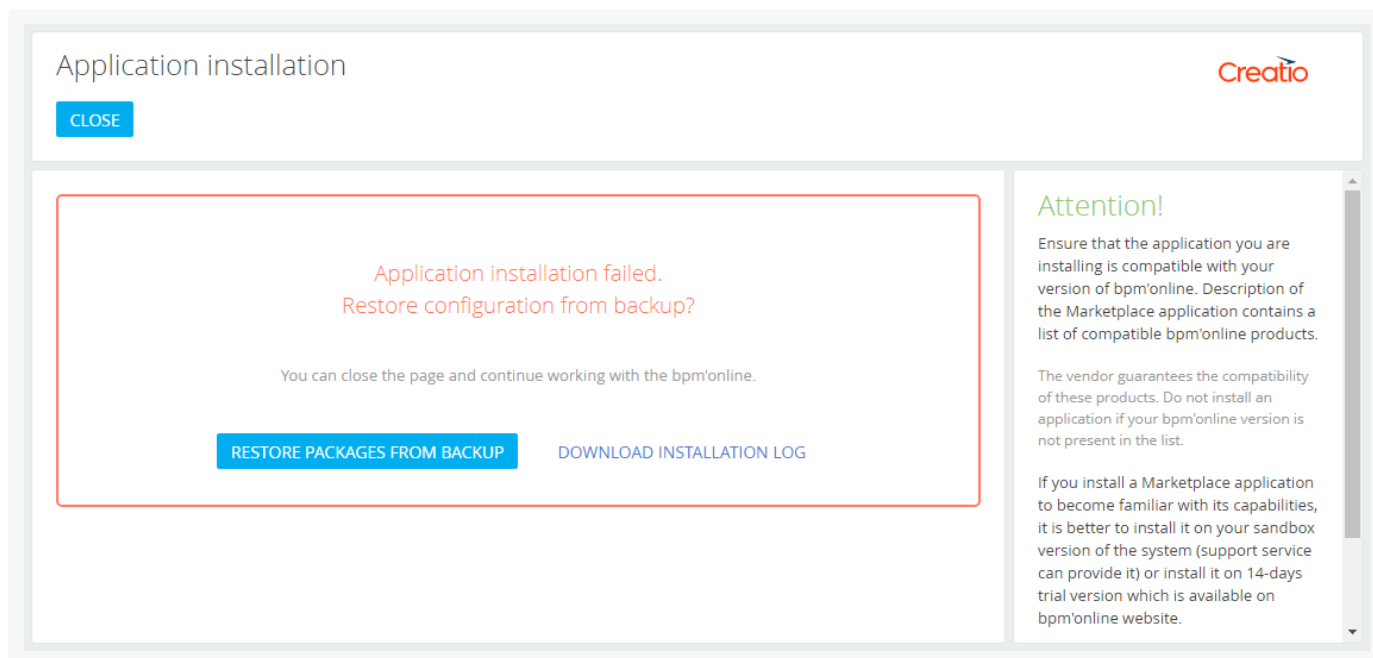 Application installation
Creatio
CLOSE
Application installation failed.
Restore configuration from backup?
You can close the page and continue working with the bpm'online.
RESTORE PACKAGES FROM BACKUP
DOWNLOAD INSTALLATION LOG
Attention!
Ensure that the application you are
installing is compatible with your
version of bpm'online. Description of
the Marketplace application contains a
list of compatible bpm'online products.
The vendor guarantees the compatibility
of these products. Do not install an
application if your bpm'online version is
not present in the list.
If you install a Marketplace application
to become familiar with its capabilities,
it is better to install it on your sandbox
version of the system (support service
can provide it) or install it on 14-days
trial version which is available on
bpm'online website.